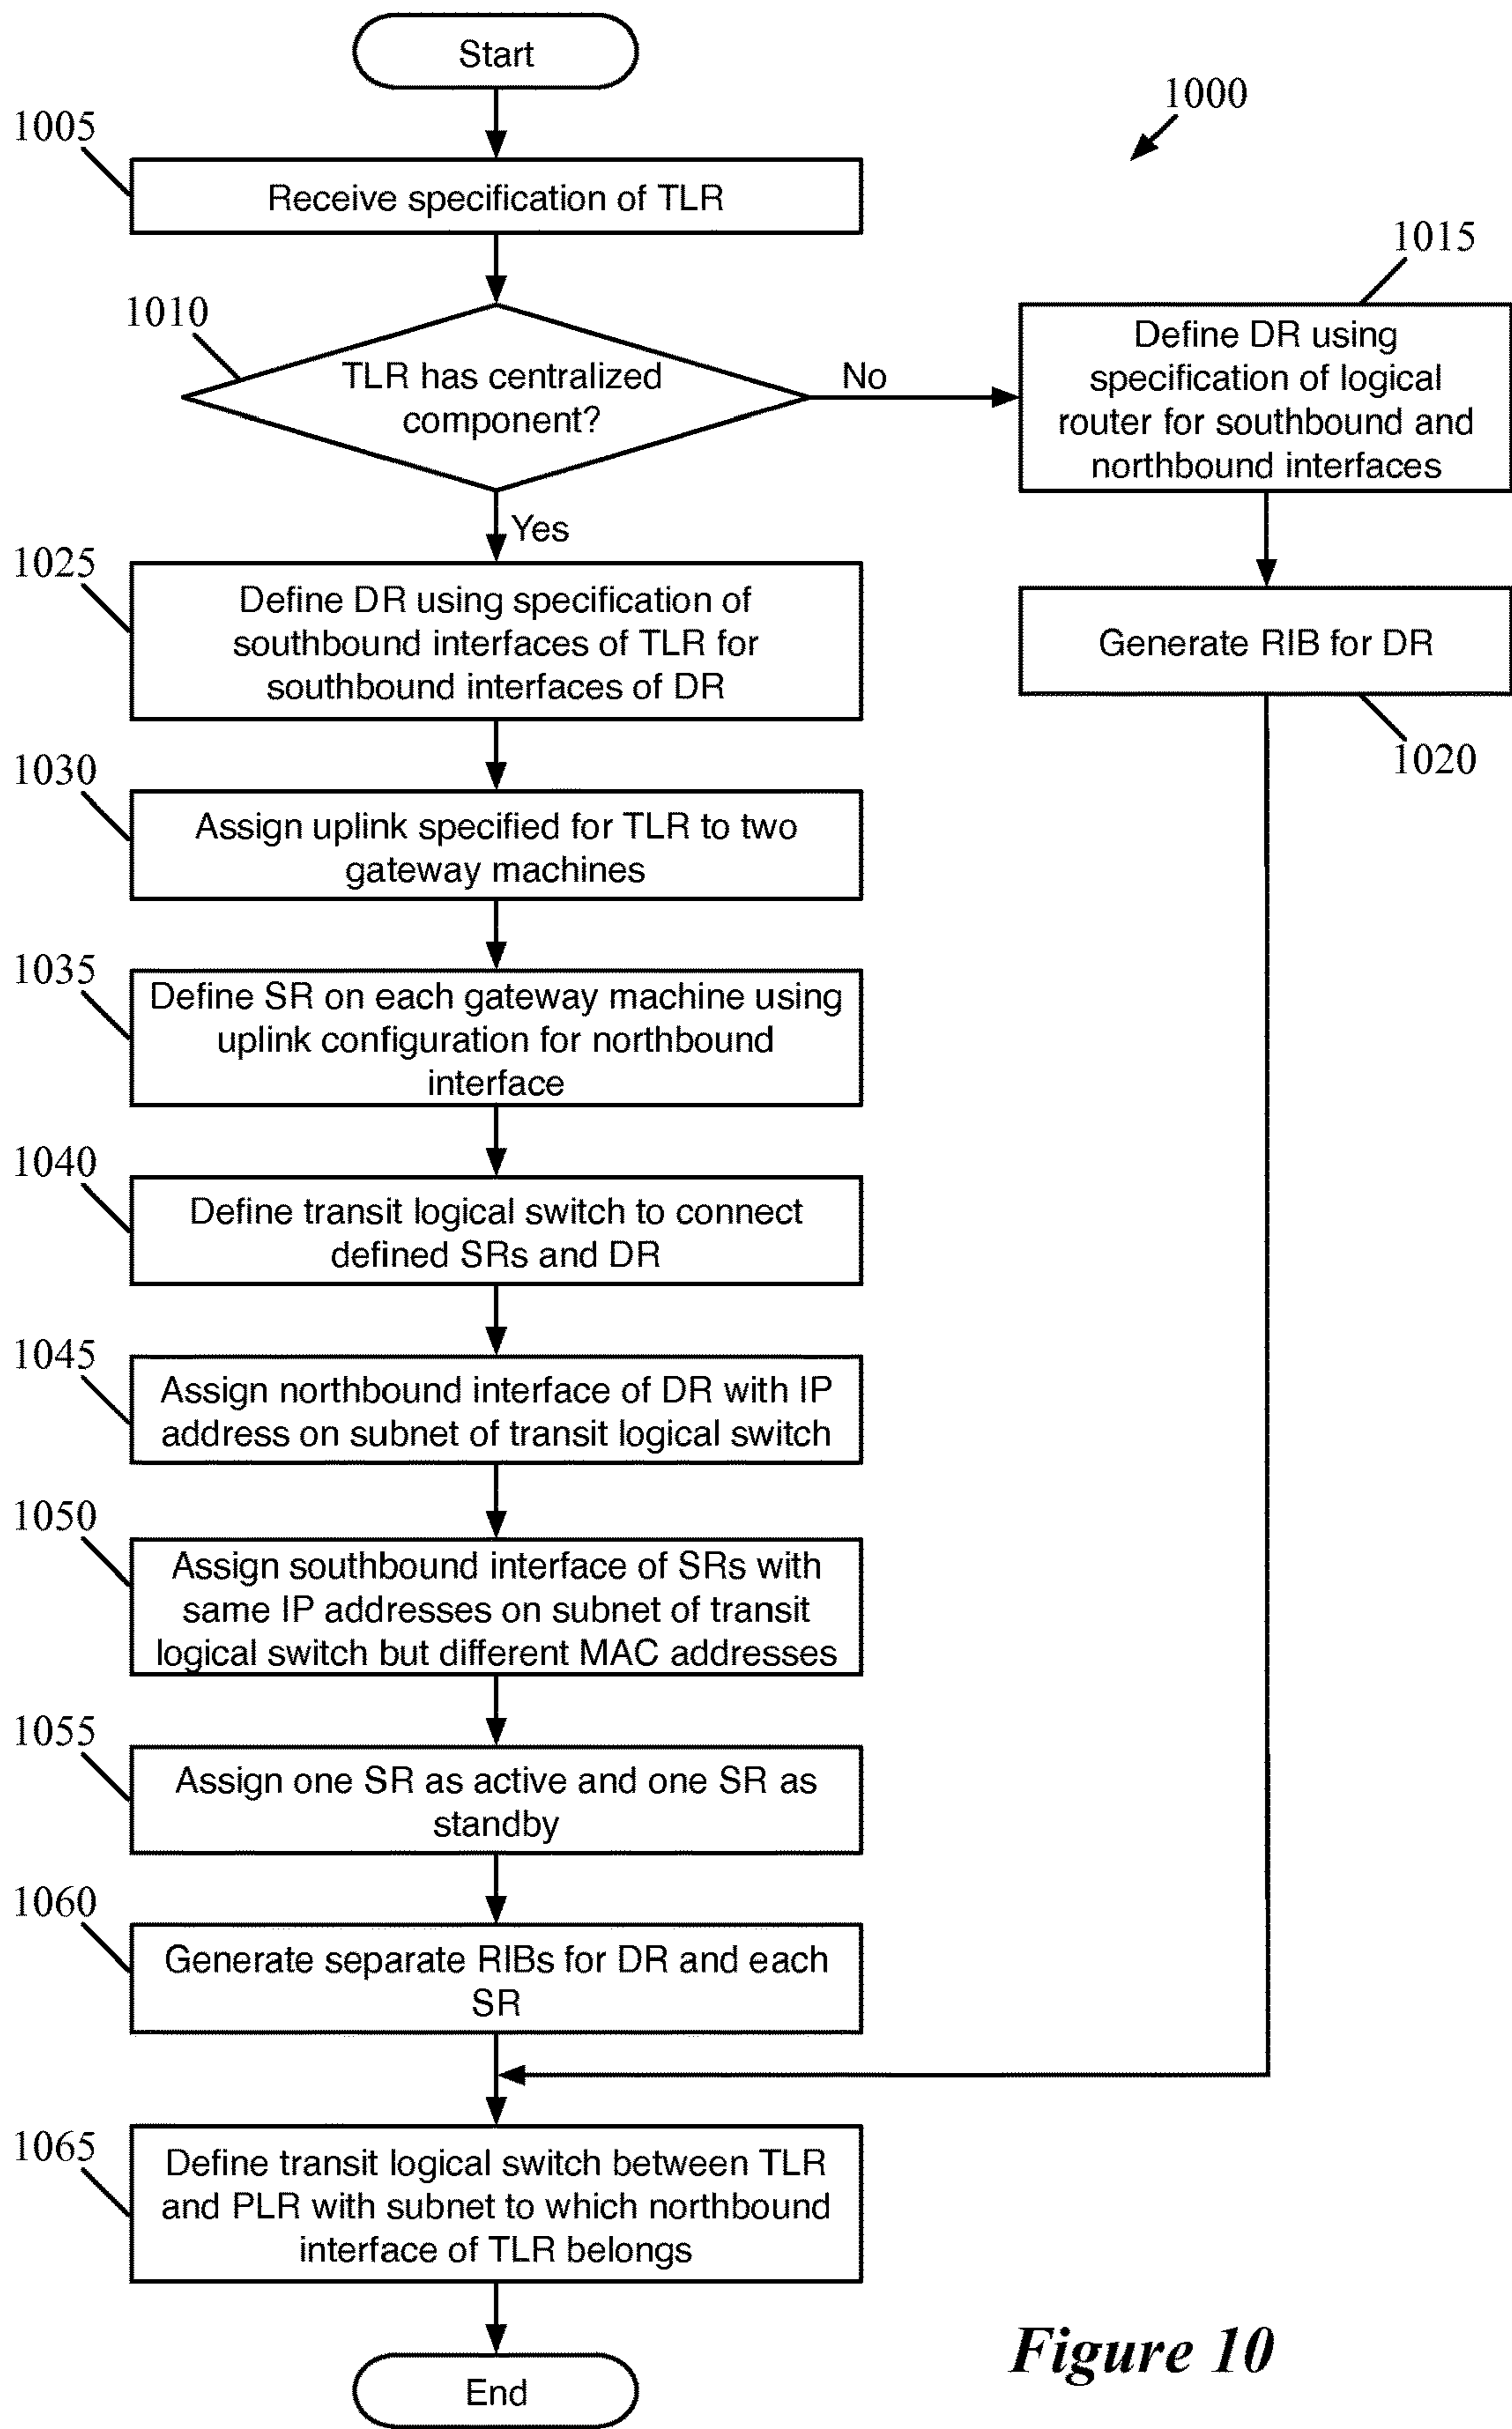 Start
1000
1005
Receive specification of TLR
1010
TLR has centralized
component?
No
Yes
1015
Define DR using
specification of logical
router for southbound and
northbound interfaces
Generate RIB for DR
1020
1025
Define DR using specification of
southbound interfaces of TLR for
southbound interfaces of DR
1030
Assign uplink specified for TLR to two
gateway machines
1035
Define SR on each gateway machine using
uplink configuration for northbound
interface
1040
Define transit logical switch to connect
defined SRs and DR
1045
Assign northbound interface of DR with IP
address on subnet of transit logical switch
1050
Assign southbound interface of SRs with
same IP addresses on subnet of transit
logical switch but different MAC addresses
1055
Assign one SR as active and one SR as
standby
1060
Generate separate RIBs for DR and each
SR
1065
Define transit logical switch between TLR
and PLR with subnet to which northbound
interface of TLR belongs
End
Figure 10